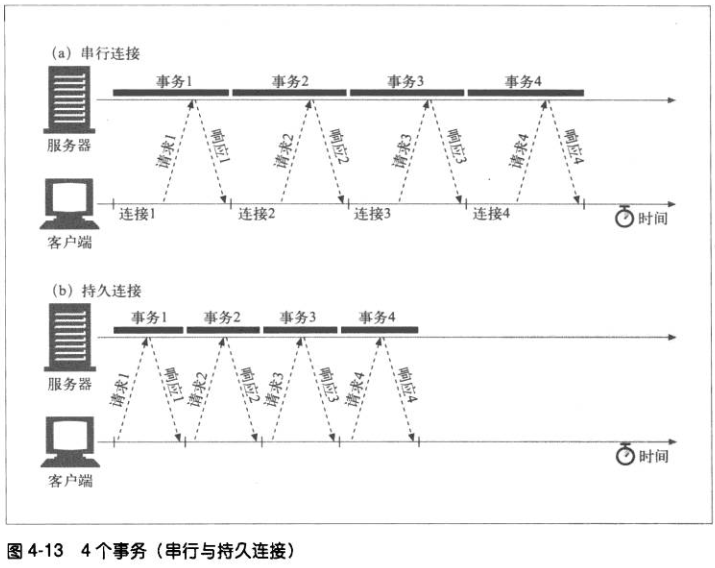 (a) 串行连接
事务1 事务2 事务3 事务4
服务器
请求1 响应1 请求2 响应2 请求3 响应3 请求4 响应4
连接1 连接2 连接3 连接4 时间
客户端
(b) 持久连接
事务1 事务2 事务3 事务4
服务器
请求1 响应1 请求2 响应2 请求3 响应3 请求4 响应4
时间
客户端
图 4-13 4个事务（串行与持久连接）